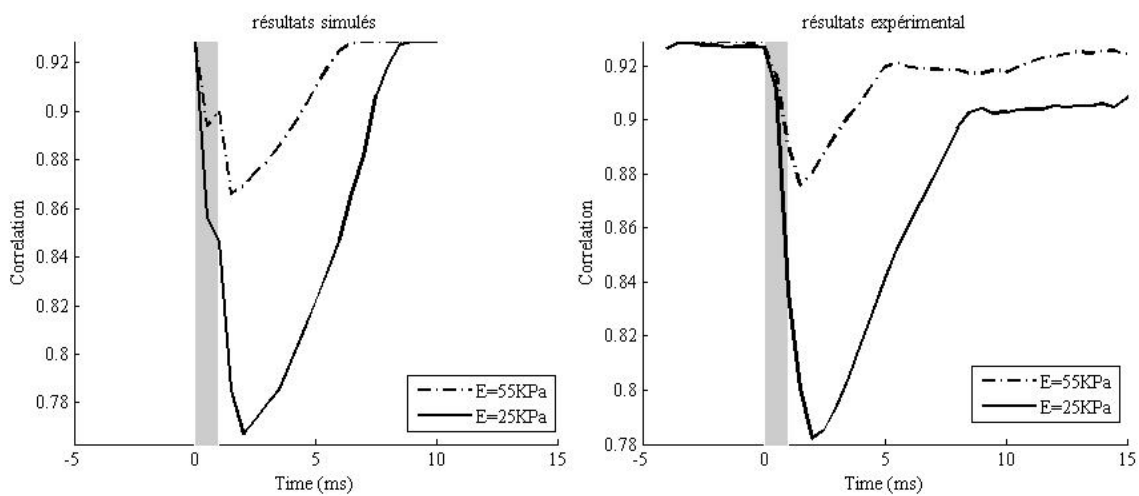 résultats simulés
Correlation
0.92
0.9
0.88
0.86
0.84
0.82
0.8
0.78
-5
0
5
10
15
Time (ms)
E=55KPa
E=25KPa
résultats expérimental
Correlation
0.92
0.9
0.88
0.86
0.84
0.82
0.8
0.78
-5
0
5
10
15
Time (ms)
E=55KPa
E=25KPa